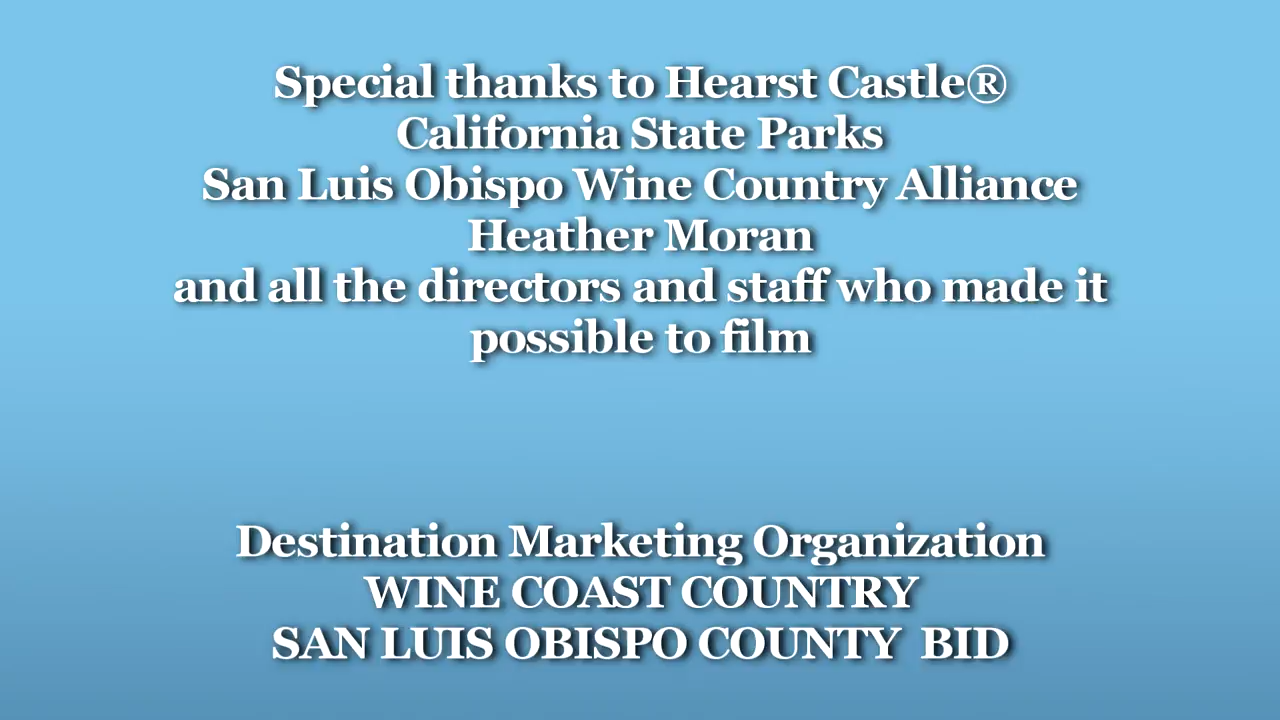 Special thanks to Hearst Castle®
California State Parks
San Luis Obispo Wine Country Alliance
Heather Moran
and all the directors and staff who made it
possible to film
Destination Marketing Organization
WINE COAST COUNTRY
SAN LUIS OBISPO COUNTY  BID